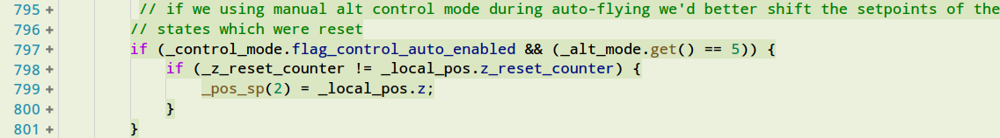 795 + // if we using manual alt control mode during auto-flying we'd better shift the setpoints of the
796 + // states which were reset
797 + if (_control_mode.flag_control_auto_enabled && (_alt_mode.get() == 5)) {
798 + if (_z_reset_counter != _local_pos.z_reset_counter) {
799 + _pos_sp(2) = _local_pos.z;
800 + }
801 + }